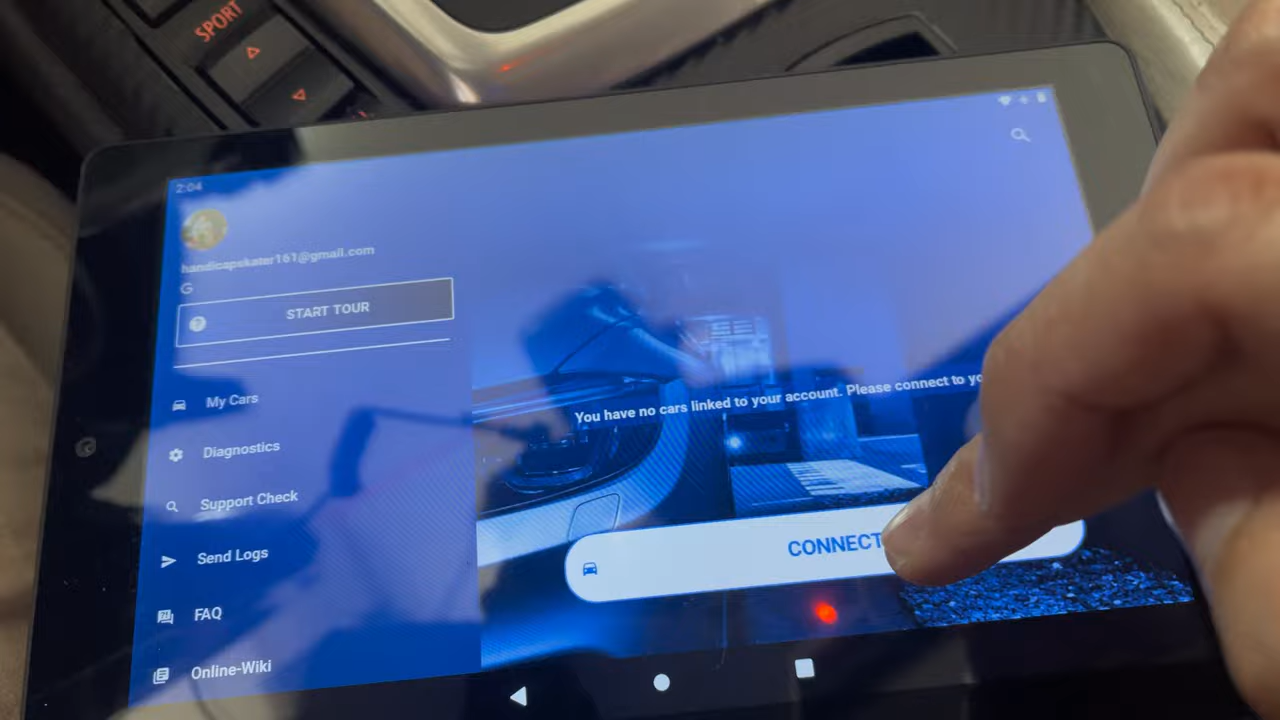 SPORT
2:04
handicapskater161@gmail.com
G
START TOUR
My Cars
You have no cars linked to your account. Please connect to
Diagnostics
Support Check
Send Logs
CONNECT
FAQ
Online-Wiki